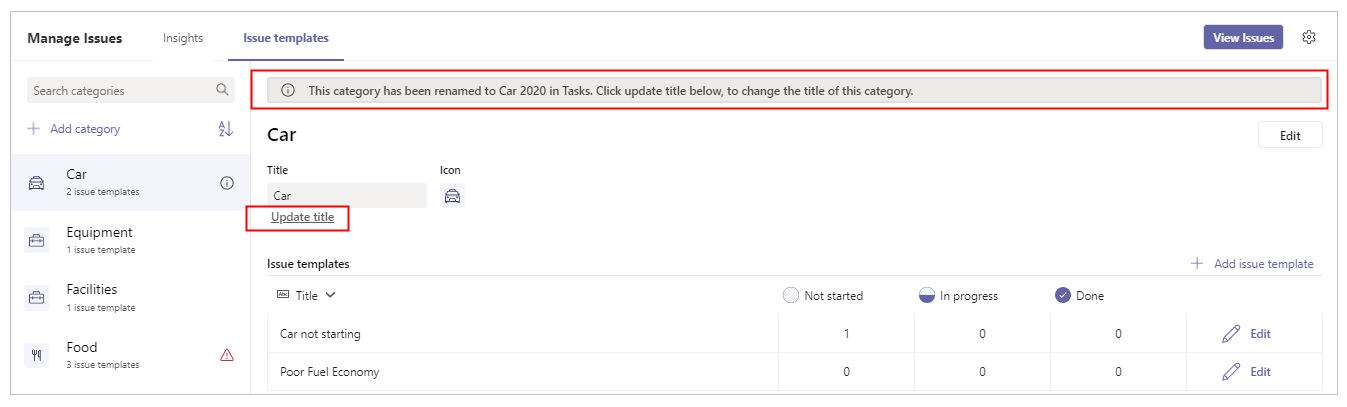 Manage Issues Insights Issue templates View Issues
Search categories
Add category
Car
2 issue templates
Equipment
1 issue template
Facilities
1 issue template
Food
3 issue templates
This category has been renamed to Car 2020 in Tasks. Click update title below, to change the title of this category.
Car Edit
Title Icon
Car
Update title
Issue templates Add issue template
Abc Title Not started In progress Done
Car not starting 1 0 0 Edit
Poor Fuel Economy 0 0 0 Edit